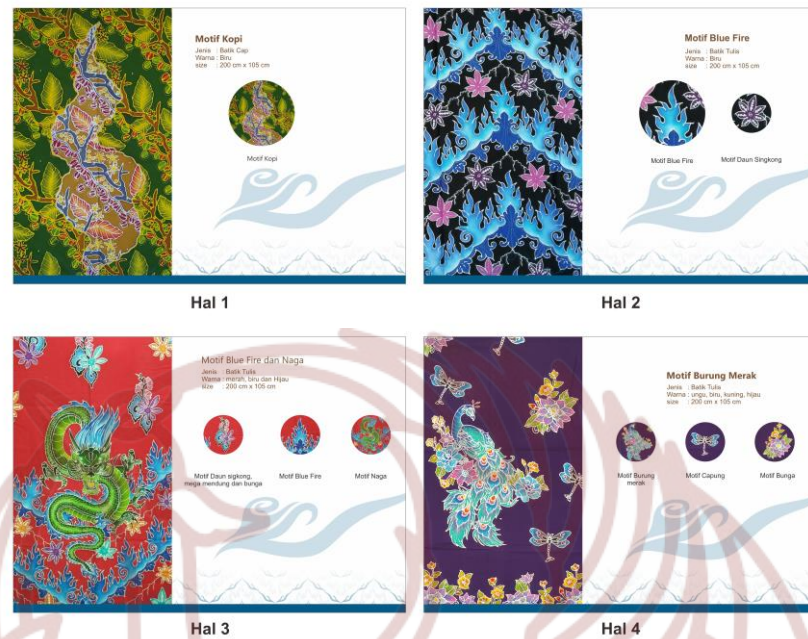 Motif Kopi
Jenis : Batik Cap
Warna : Biru
size : 200 cm x 105 cm
Motif Kopi
Hal 1
Motif Blue Fire
Jenis : Batik Tulis
Warna : Biru
size : 200 cm x 105 cm
Motif Blue Fire
Motif Daun Singkong
Hal 2
Motif Blue Fire dan Naga
Jenis : Batik Tulis
Warna : merah, biru dan Hijau
size : 200 cm x 105 cm
Motif Daun sigkong,
mega mendung dan bunga
Motif Blue Fire
Motif Naga
Hal 3
Motif Burung Merak
Jenis : Batik Tulis
Warna : ungu, biru, kuning, hijau
size : 200 cm x 105 cm
Motif Burung
merak
Motif Capung
Motif Bunga
Hal 4